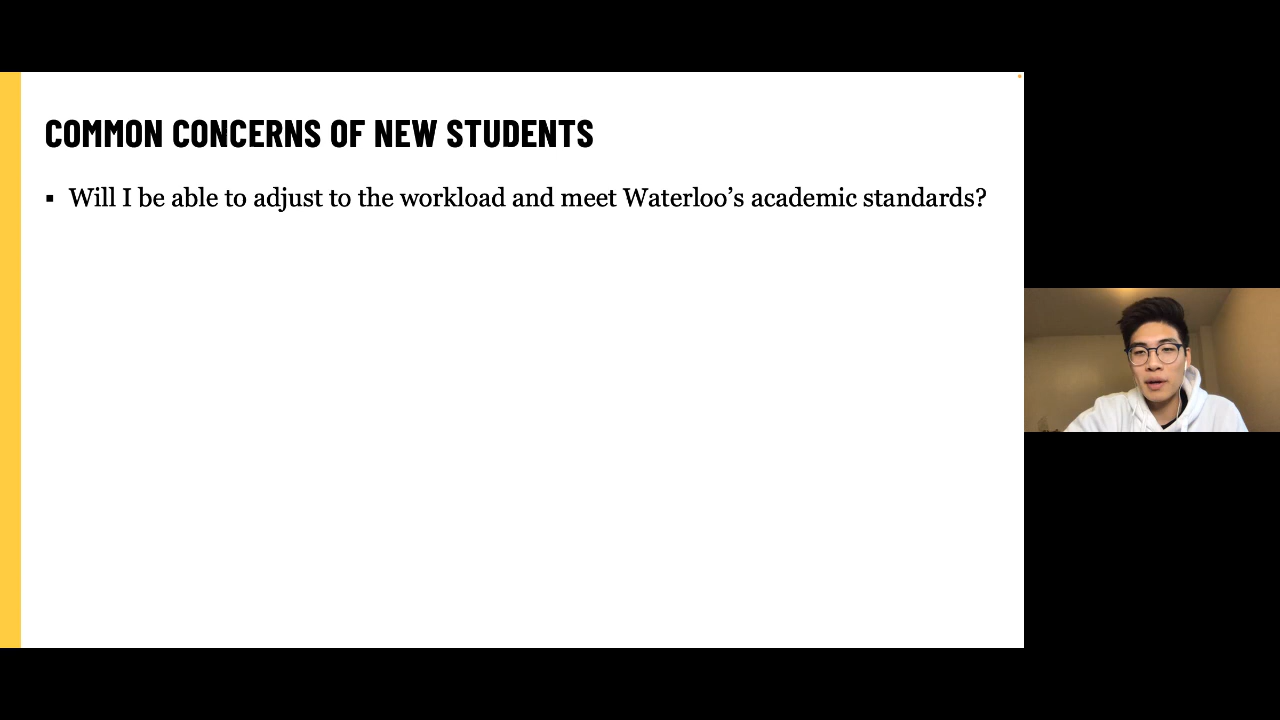 COMMON CONCERNS OF NEW STUDENTS
▪ Will I be able to adjust to the workload and meet Waterloo’s academic standards?